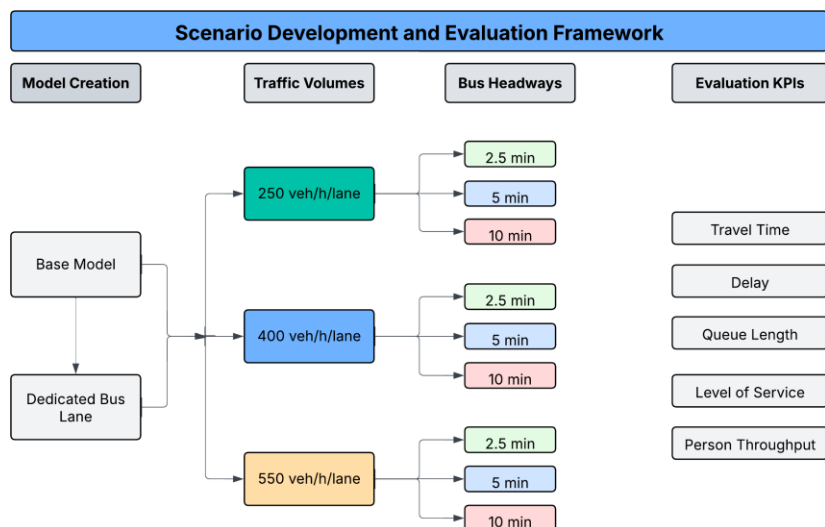 Scenario Development and Evaluation Framework
Model Creation
Traffic Volumes
Bus Headways
Evaluation KPIs
Base Model
Dedicated Bus
Lane
250 veh/h/lane
2.5 min
5 min
10 min
400 veh/h/lane
2.5 min
5 min
10 min
550 veh/h/lane
2.5 min
5 min
10 min
Travel Time
Delay
Queue Length
Level of Service
Person Throughput